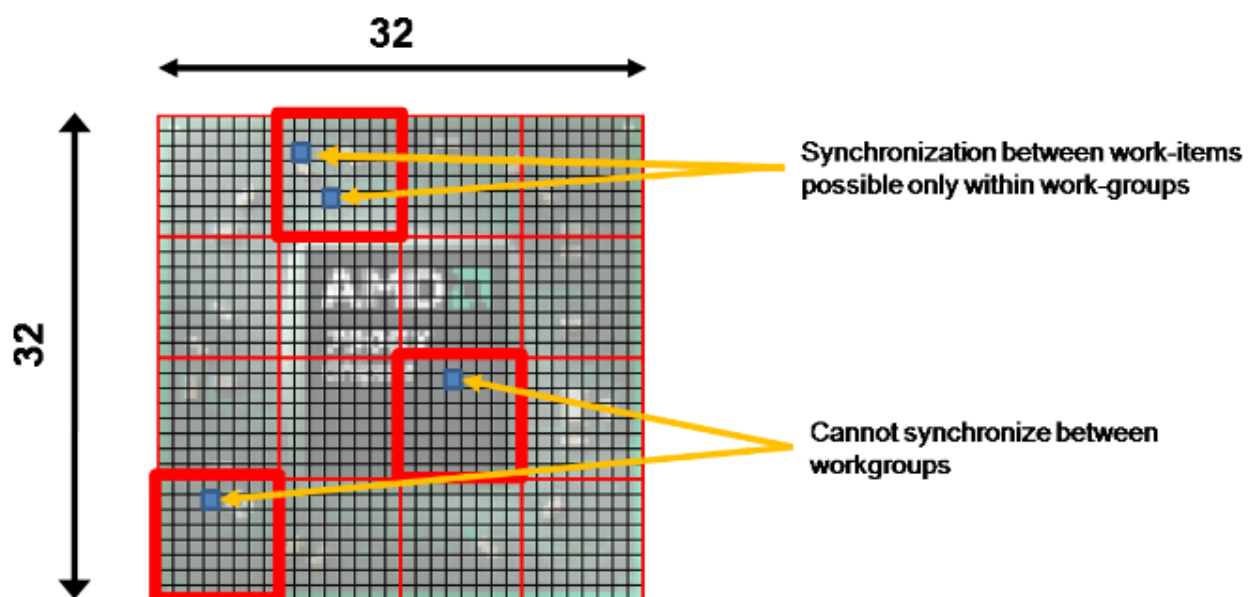 32
32
Synchronization between work-items
possible only within work-groups
AMD
Cannot synchronize between
workgroups